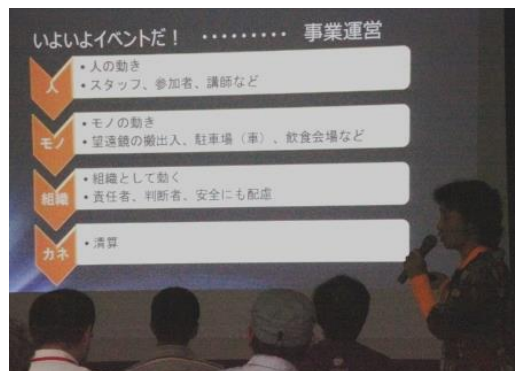 いよいよイベントだ！ ・・・・・・・・・ 事業運営
人
・人の動き
・スタッフ、参加者、講師など
モノ
・モノの動き
・望遠鏡の搬出入、駐車場（車）、飲食会場など
組織
・組織として動く
・責任者、判断者、安全にも配慮
カネ
・清算